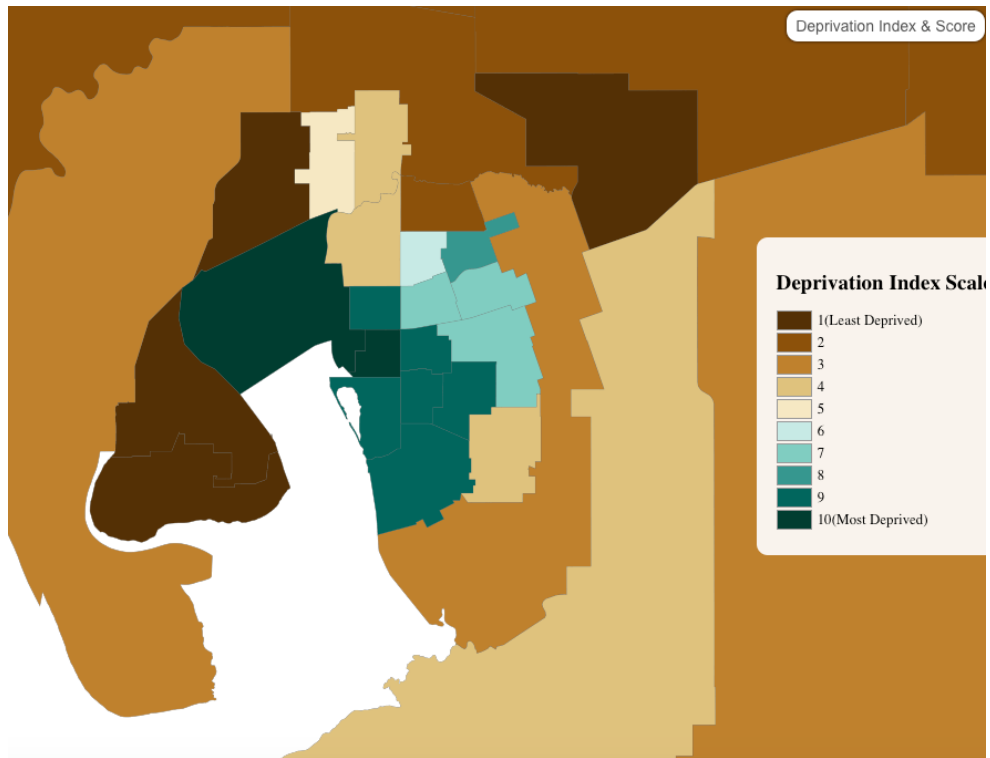 Deprivation Index & Score
Deprivation Index Scale
1(Least Deprived)
2
3
4
5
6
7
8
9
10(Most Deprived)